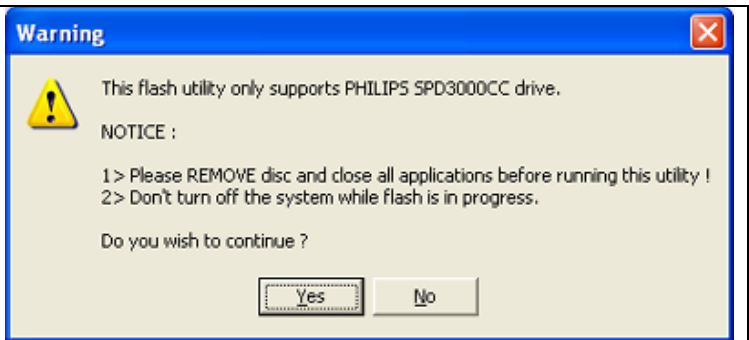 Warning
This flash utility only supports PHILIPS SPD3000CC drive.
NOTICE :
1> Please REMOVE disc and close all applications before running this utility !
2> Don't turn off the system while flash is in progress.
Do you wish to continue ?
Yes
No